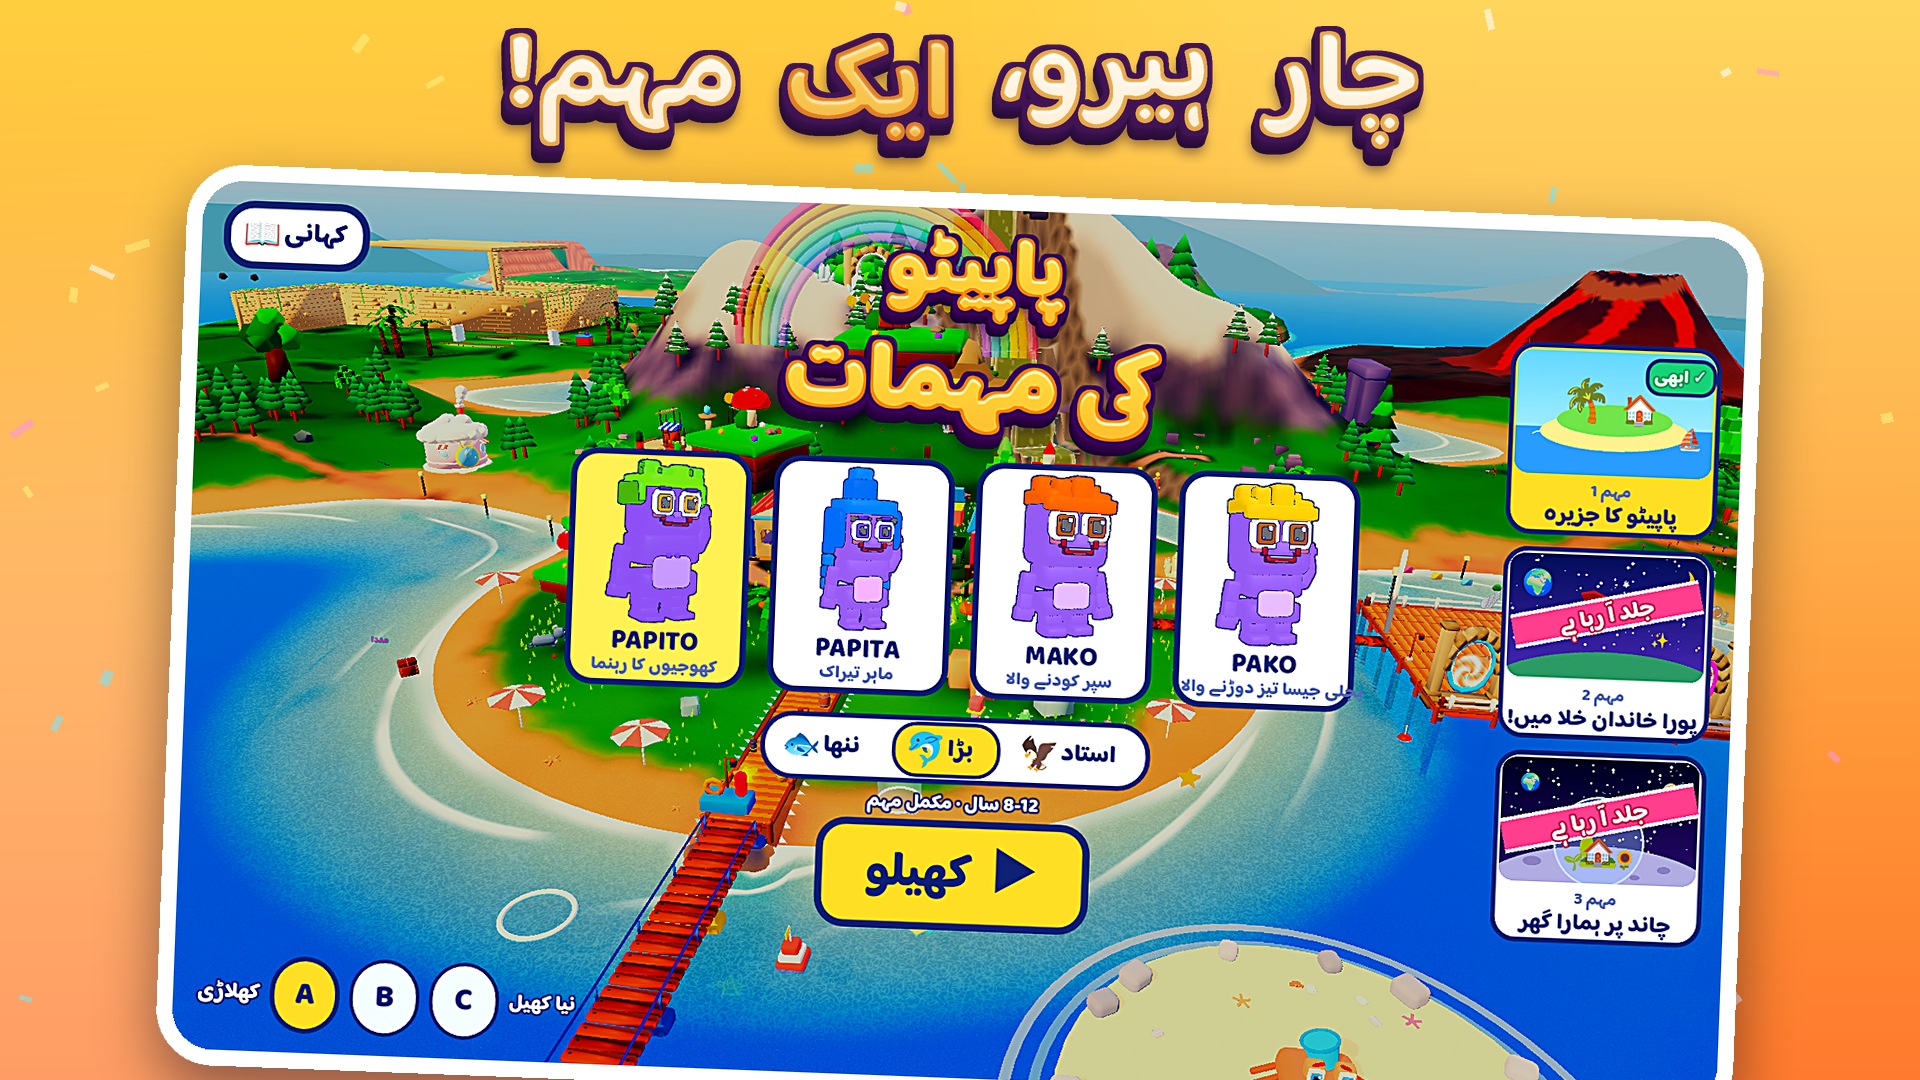 چار ہیرو، ایک مہم!
کہانی
پاپیٹو
کی مہمات
PAPITO
کھوجیوں کا رہنما
PAPITA
ماہر تیراک
MAKO
سپر کودنے والا
PAKO
جیسا تیز دوڑنے والا
ننھا
بڑا
استاد
8-12 سال · مکمل مہم
کھیلو
✓ ابھی
مہم 1
پاپیٹو کا جزیرہ
جلد آ رہا ہے
مہم 2
پورا خاندان خلا میں!
جلد آ رہا ہے
مہم 3
چاند پر ہمارا گھر
کھلاڑی
A
B
C
نیا کھیل